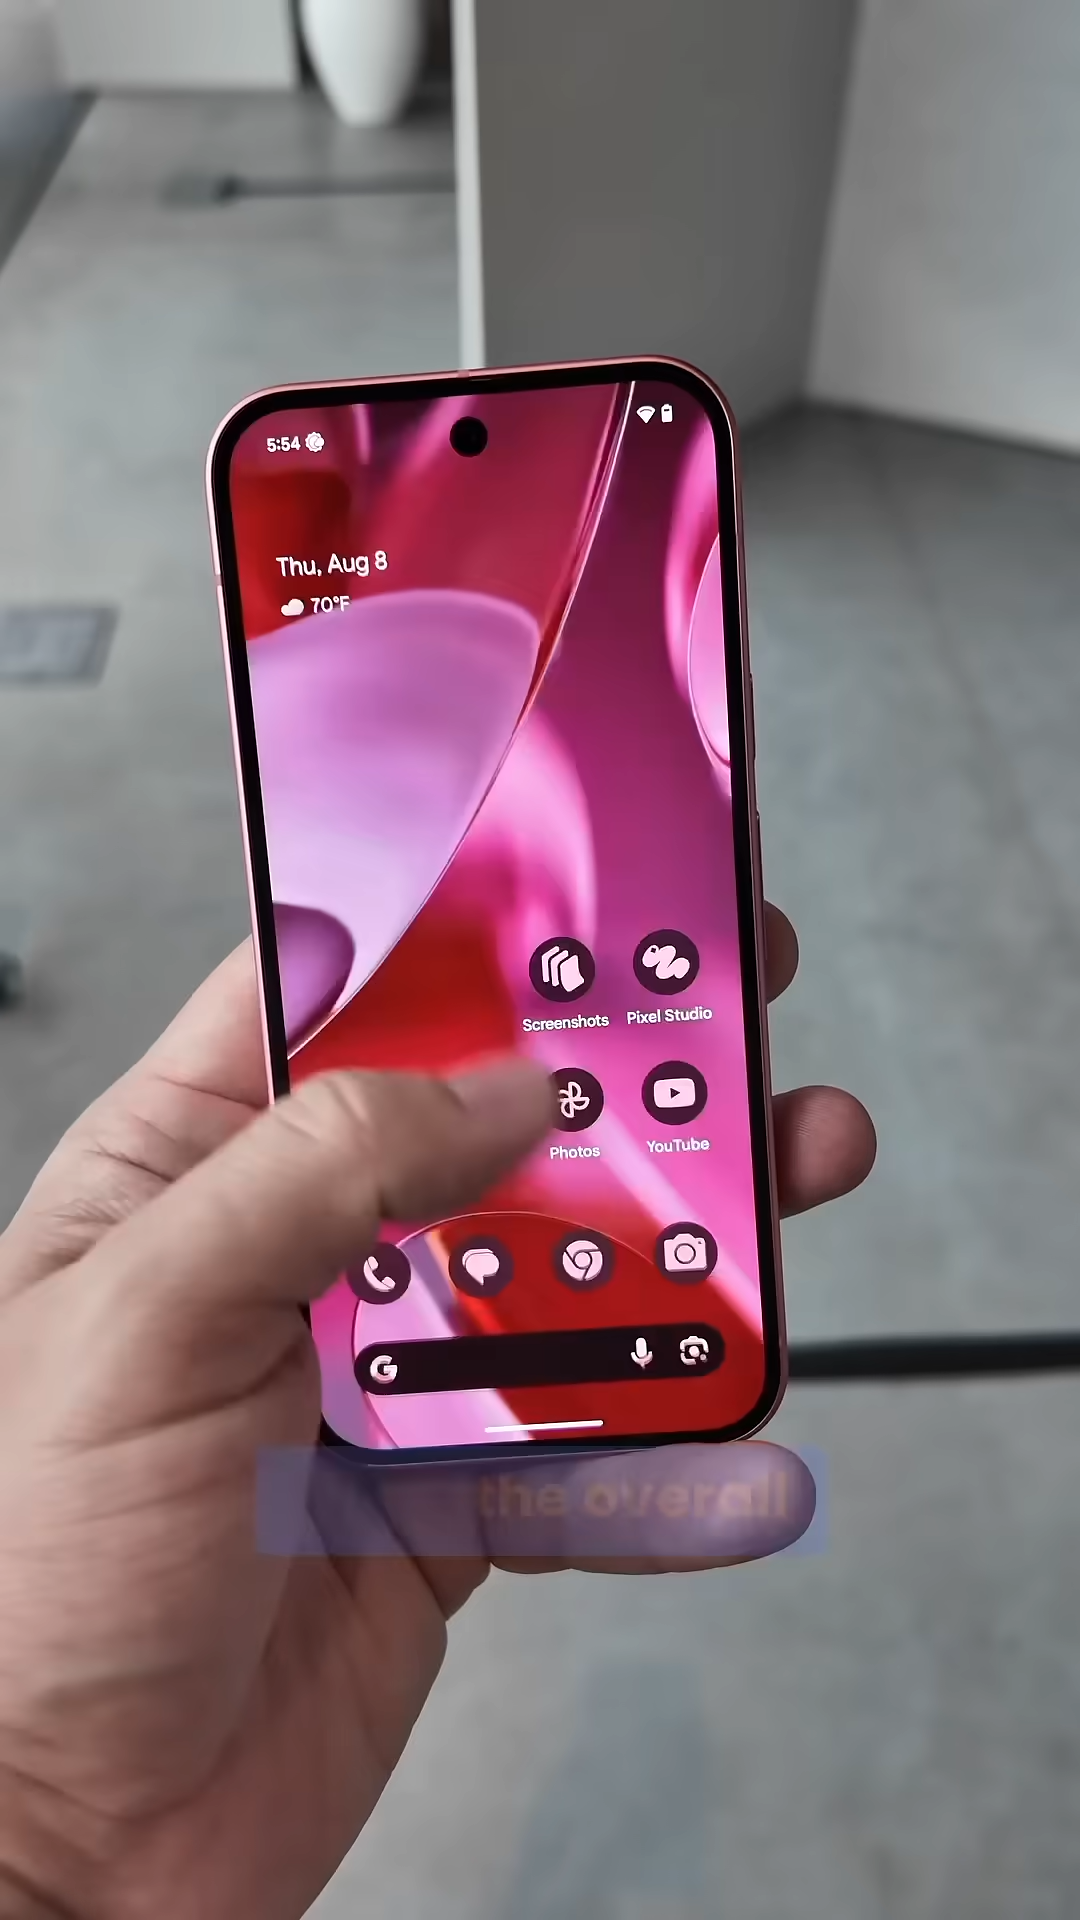 5:54
Thu, Aug 8
70°F
Screenshots Pixel Studio
Photos YouTube
G
the overall